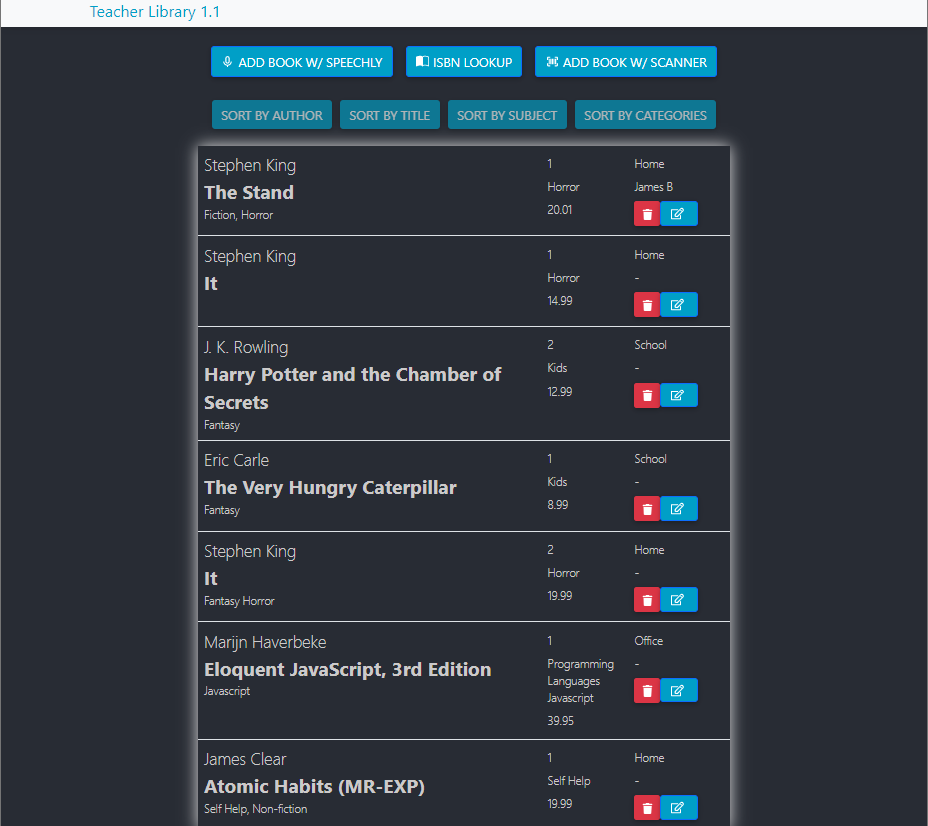 Teacher Library 1.1
ADD BOOK W/ SPEECHLY
ISBN LOOKUP
ADD BOOK W/ SCANNER
SORT BY AUTHOR
SORT BY TITLE
SORT BY SUBJECT
SORT BY CATEGORIES
Stephen King
The Stand
Fiction, Horror
1
Horror
20.01
Home
James B
Stephen King
It
1
Horror
14.99
Home
-
J. K. Rowling
Harry Potter and the Chamber of
Secrets
Fantasy
2
Kids
12.99
School
-
Eric Carle
The Very Hungry Caterpillar
Fantasy
1
Kids
8.99
School
-
Stephen King
It
Fantasy Horror
2
Horror
19.99
Home
-
Marijn Haverbeke
Eloquent JavaScript, 3rd Edition
Javascript
1
Programming
Languages
Javascript
39.95
Office
-
James Clear
Atomic Habits (MR-EXP)
Self Help, Non-fiction
1
Self Help
19.99
Home
-